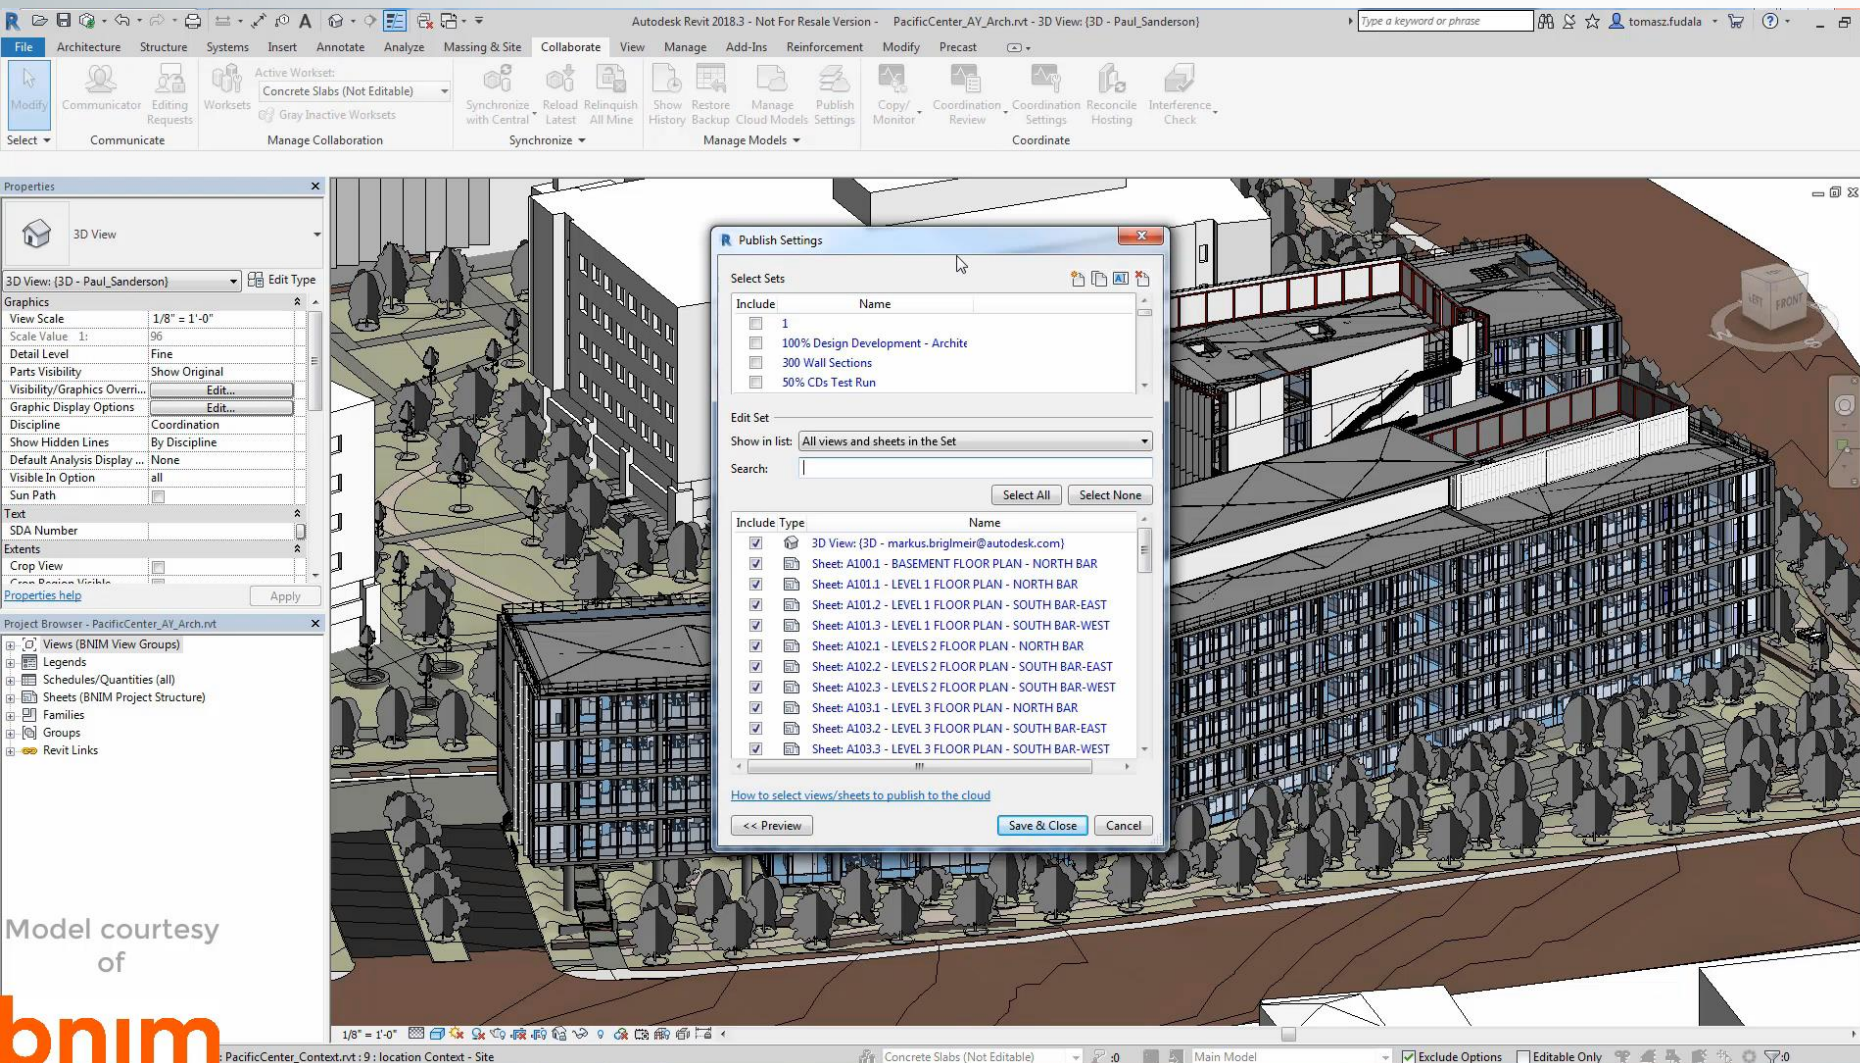 Autodesk Revit 2018.3 - Not For Resale Version - PacificCenter_AY_Arch.rvt - 3D View: {3D - Paul_Sanderson}
Type a keyword or phrase
tomasz.fudala
File Architecture Structure Systems Insert Annotate Analyze Massing & Site Collaborate View Manage Add-Ins Reinforcement Modify Precast
Modify
Communicator
Editing Requests
Worksets
Active Workset:
Concrete Slabs (Not Editable)
Gray Inactive Worksets
Synchronize with Central
Reload Latest
Relinquish All Mine
Show History
Restore Backup
Manage Cloud Models
Publish Settings
Copy/ Monitor
Coordination Review
Coordination Settings
Reconcile Hosting
Interference Check
Select
Communicate
Manage Collaboration
Synchronize
Manage Models
Coordinate
Properties
3D View
3D View: {3D - Paul_Sanderson}
Edit Type
Graphics
View Scale 1/8" = 1'-0"
Scale Value 1: 96
Detail Level Fine
Parts Visibility Show Original
Visibility/Graphics Overri... Edit...
Graphic Display Options Edit...
Discipline Coordination
Show Hidden Lines By Discipline
Default Analysis Display ... None
Visible In Option all
Sun Path
Text
SDA Number
Extents
Crop View
Crop Region Visible
Properties help
Apply
Project Browser - PacificCenter_AY_Arch.rvt
Views (BNIM View Groups)
Legends
Schedules/Quantities (all)
Sheets (BNIM Project Structure)
Families
Groups
Revit Links
Model courtesy
of
bnim
Publish Settings
Select Sets
Include Name
1
100% Design Development - Archite
300 Wall Sections
50% CDs Test Run
Edit Set
Show in list: All views and sheets in the Set
Search:
Select All
Select None
Include Type Name
3D View: {3D - markus.briglmeir@autodesk.com}
Sheet: A100.1 - BASEMENT FLOOR PLAN - NORTH BAR
Sheet: A101.1 - LEVEL 1 FLOOR PLAN - NORTH BAR
Sheet: A101.2 - LEVEL 1 FLOOR PLAN - SOUTH BAR-EAST
Sheet: A101.3 - LEVEL 1 FLOOR PLAN - SOUTH BAR-WEST
Sheet: A102.1 - LEVELS 2 FLOOR PLAN - NORTH BAR
Sheet: A102.2 - LEVELS 2 FLOOR PLAN - SOUTH BAR-EAST
Sheet: A102.3 - LEVELS 2 FLOOR PLAN - SOUTH BAR-WEST
Sheet: A103.1 - LEVEL 3 FLOOR PLAN - NORTH BAR
Sheet: A103.2 - LEVEL 3 FLOOR PLAN - SOUTH BAR-EAST
Sheet: A103.3 - LEVEL 3 FLOOR PLAN - SOUTH BAR-WEST
How to select views/sheets to publish to the cloud
<< Preview
Save & Close
Cancel
LEFT FRONT
W S
1/8" = 1'-0"
: PacificCenter_Context.rvt : 9 : location Context - Site
Concrete Slabs (Not Editable)
:0
Main Model
Exclude Options
Editable Only
:0